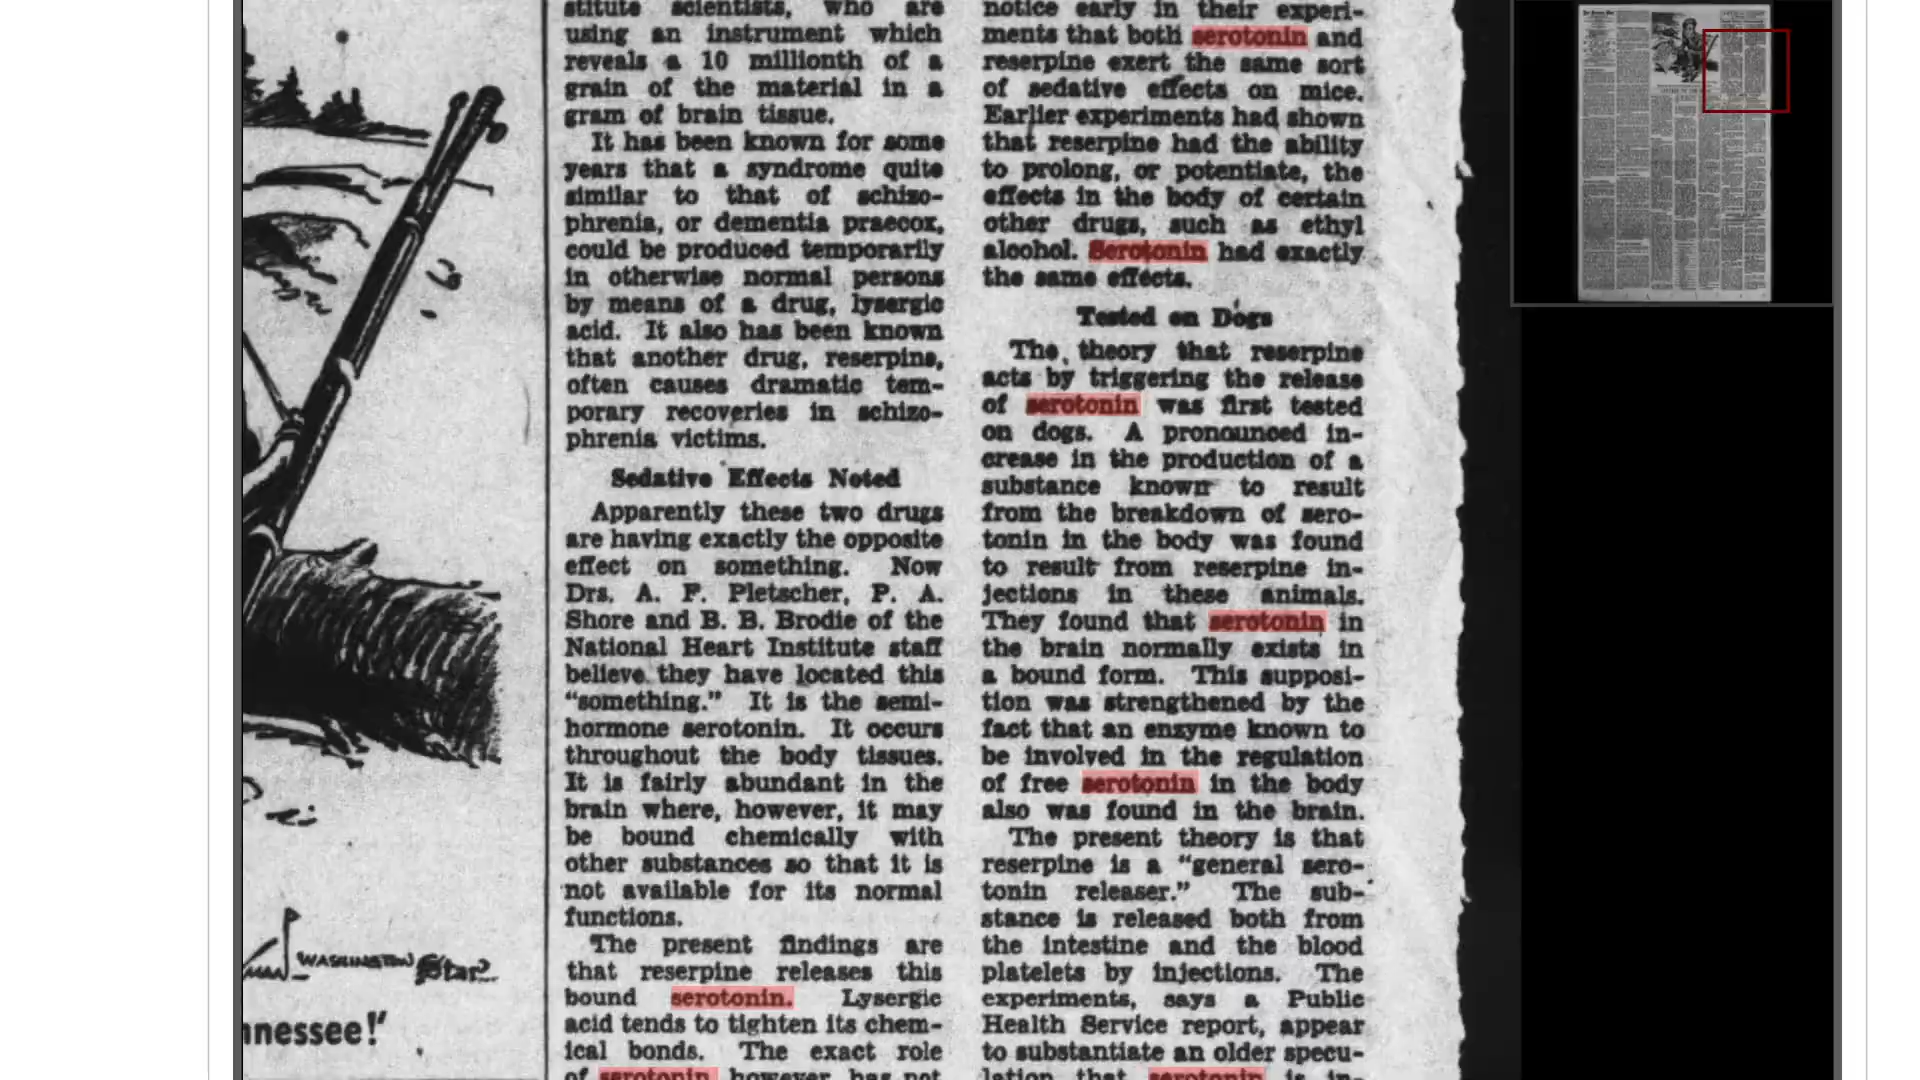 stitute scientists, who are
using an instrument which
reveals a 10 millionth of a
grain of the material in a
gram of brain tissue.
It has been known for some
years that a syndrome quite
similar to that of schizo-
phrenia, or dementia praecox,
could be produced temporarily
in otherwise normal persons
by means of a drug, lysergic
acid. It also has been known
that another drug, reserpine,
often causes dramatic tem-
porary recoveries in schizo-
phrenia victims.
Sedative Effects Noted
Apparently these two drugs
are having exactly the opposite
effect on something. Now
Drs. A. F. Pletscher, P. A.
Shore and B. B. Brodie of the
National Heart Institute staff
believe they have located this
"something." It is the semi-
hormone serotonin. It occurs
throughout the body tissues.
It is fairly abundant in the
brain where, however, it may
be bound chemically with
other substances so that it is
not available for its normal
functions.
The present findings are
that reserpine releases this
bound serotonin. Lysergic
acid tends to tighten its chem-
ical bonds. The exact role
of serotonin, however, has not
notice early in their experi-
ments that both serotonin and
reserpine exert the same sort
of sedative effects on mice.
Earlier experiments had shown
that reserpine had the ability
to prolong, or potentiate, the
effects in the body of certain
other drugs, such as ethyl
alcohol. Serotonin had exactly
the same effects.
Tested on Dogs
The theory that reserpine
acts by triggering the release
of serotonin was first tested
on dogs. A pronounced in-
crease in the production of a
substance known to result
from the breakdown of sero-
tonin in the body was found
to result from reserpine in-
jections in these animals.
They found that serotonin in
the brain normally exists in
a bound form. This supposi-
tion was strengthened by the
fact that an enzyme known to
be involved in the regulation
of free serotonin in the body
also was found in the brain.
The present theory is that
reserpine is a "general sero-
tonin releaser." The sub-
stance is released both from
the intestine and the blood
platelets by injections. The
experiments, says a Public
Health Service report, appear
to substantiate an older specu-
lation that serotonin is in-
MAN WASHINGTON Star
nnessee!'